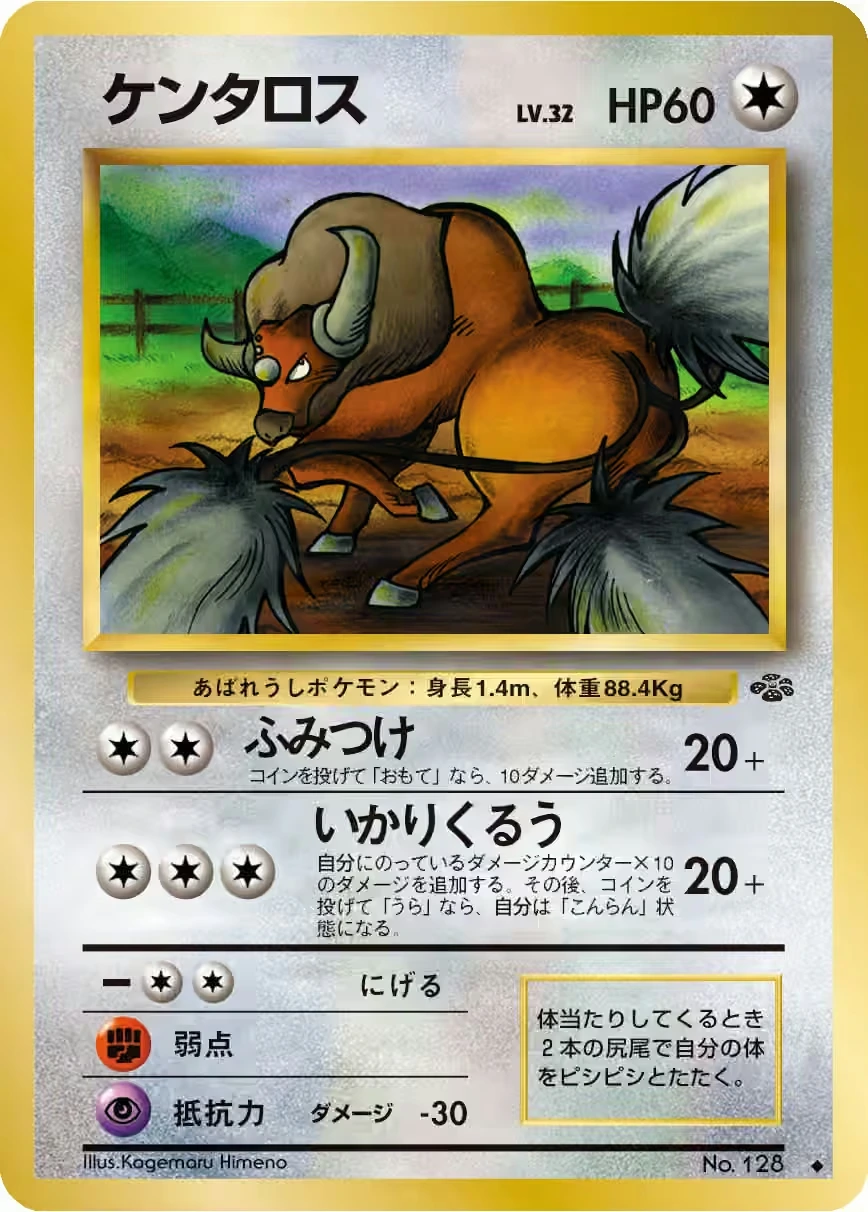 ケンタロス LV.32 HP60
あばれうしポケモン：身長1.4m、体重88.4Kg
ふみつけ 20+
コインを投げて「おもて」なら、10ダメージ追加する。
いかりくるう 20+
自分にのっているダメージカウンター×10
のダメージを追加する。その後、コインを
投げて「うら」なら、自分は「こんらん」状
態になる。
にげる
弱点
抵抗力 ダメージ -30
体当たりしてくるとき
２本の尻尾で自分の体
をピシピシとたたく。
Illus.Kagemaru Himeno No. 128